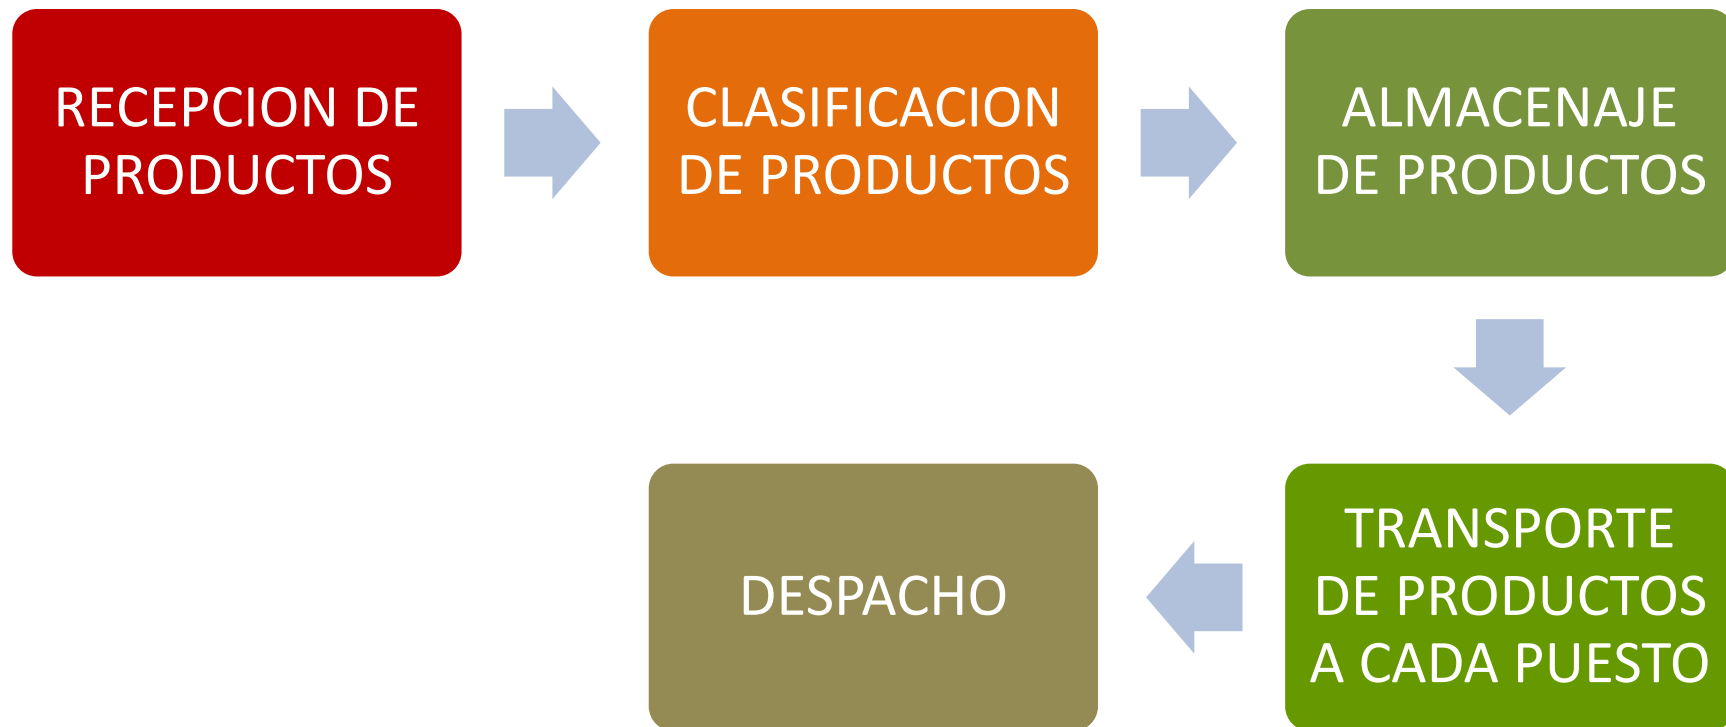 RECEPCION DE
PRODUCTOS
CLASIFICACION
DE PRODUCTOS
ALMACENAJE
DE PRODUCTOS
TRANSPORTE
DE PRODUCTOS
A CADA PUESTO
DESPACHO